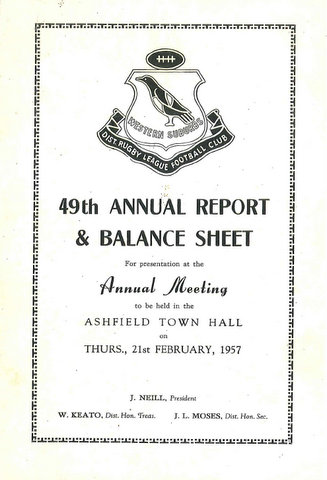 WESTERN SUBURBS
DIST. RUGBY LEAGUE FOOTBALL CLUB
49th ANNUAL REPORT
& BALANCE SHEET
For presentation at the
Annual Meeting
to be held in the
ASHFIELD TOWN HALL
on
THURS., 21st FEBRUARY, 1957
J. NEILL, President
W. KEATO, Dist. Hon. Treas. J. L. MOSES, Dist. Hon. Sec.